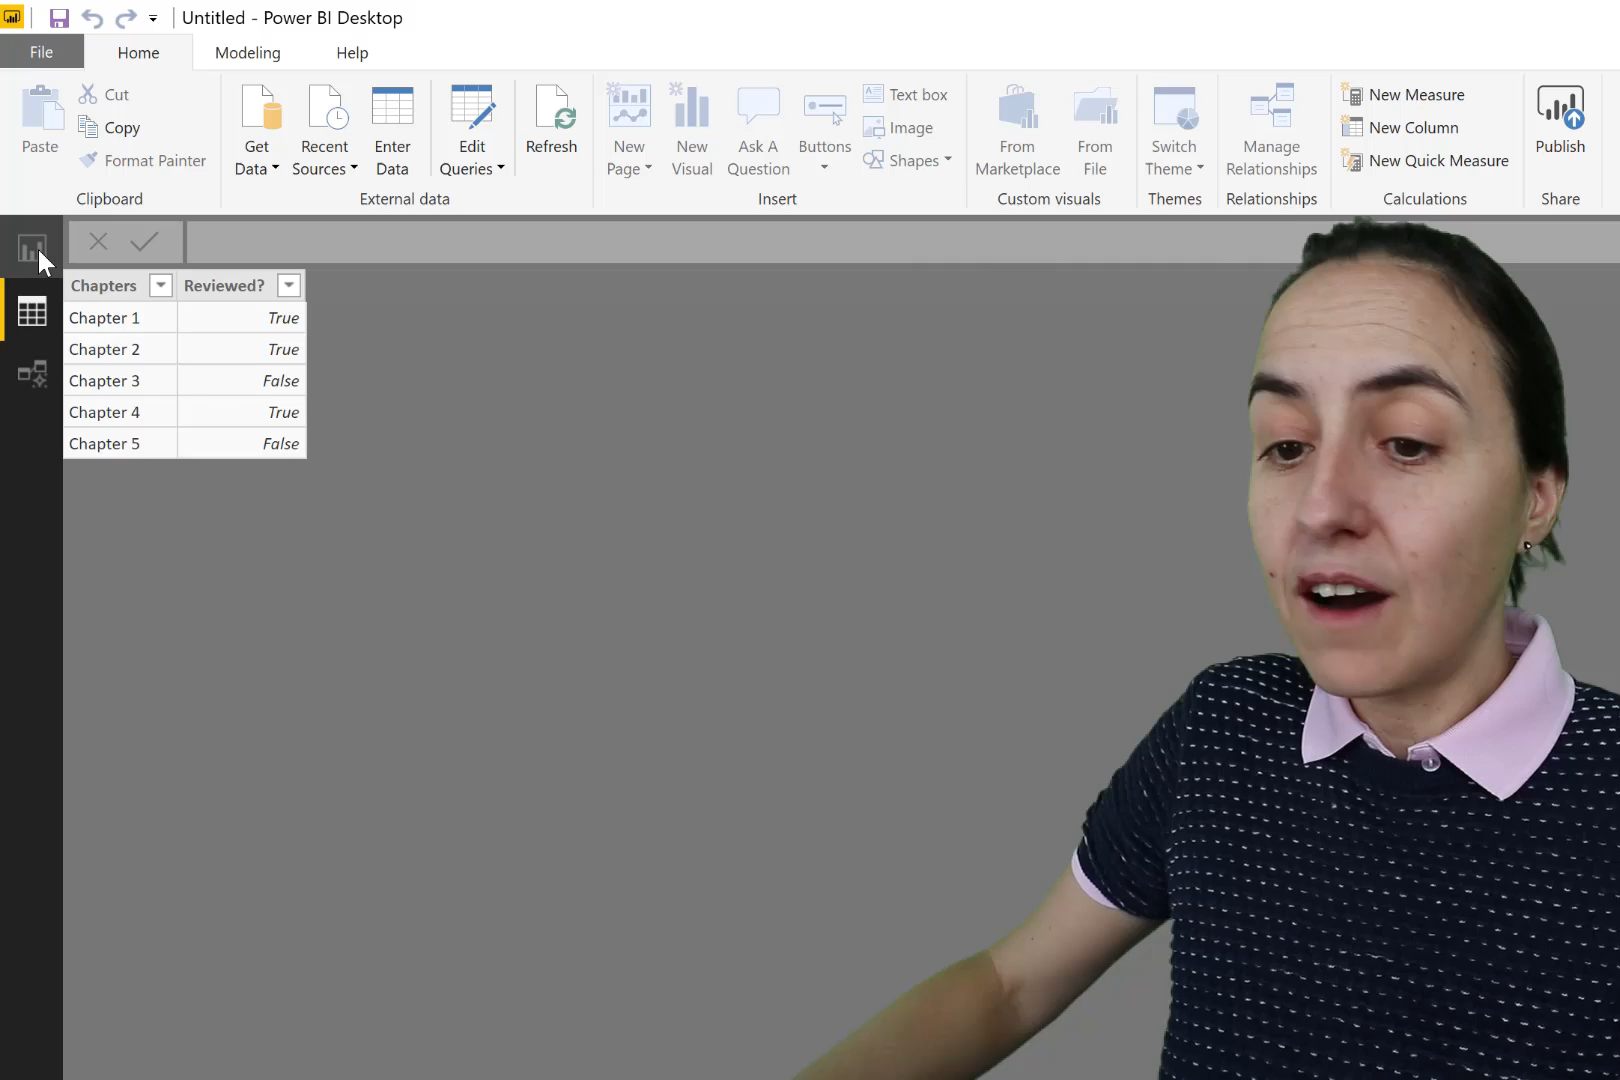 Untitled - Power BI Desktop
File Home Modeling Help
Paste
Cut
Copy
Format Painter
Clipboard
Get Data
Recent Sources
Enter Data
Edit Queries
Refresh
External data
New Page
New Visual
Ask A Question
Buttons
Text box
Image
Shapes
Insert
From Marketplace
From File
Custom visuals
Switch Theme
Themes
Manage Relationships
Relationships
New Measure
New Column
New Quick Measure
Calculations
Publish
Share
Chapters Reviewed?
Chapter 1 True
Chapter 2 True
Chapter 3 False
Chapter 4 True
Chapter 5 False